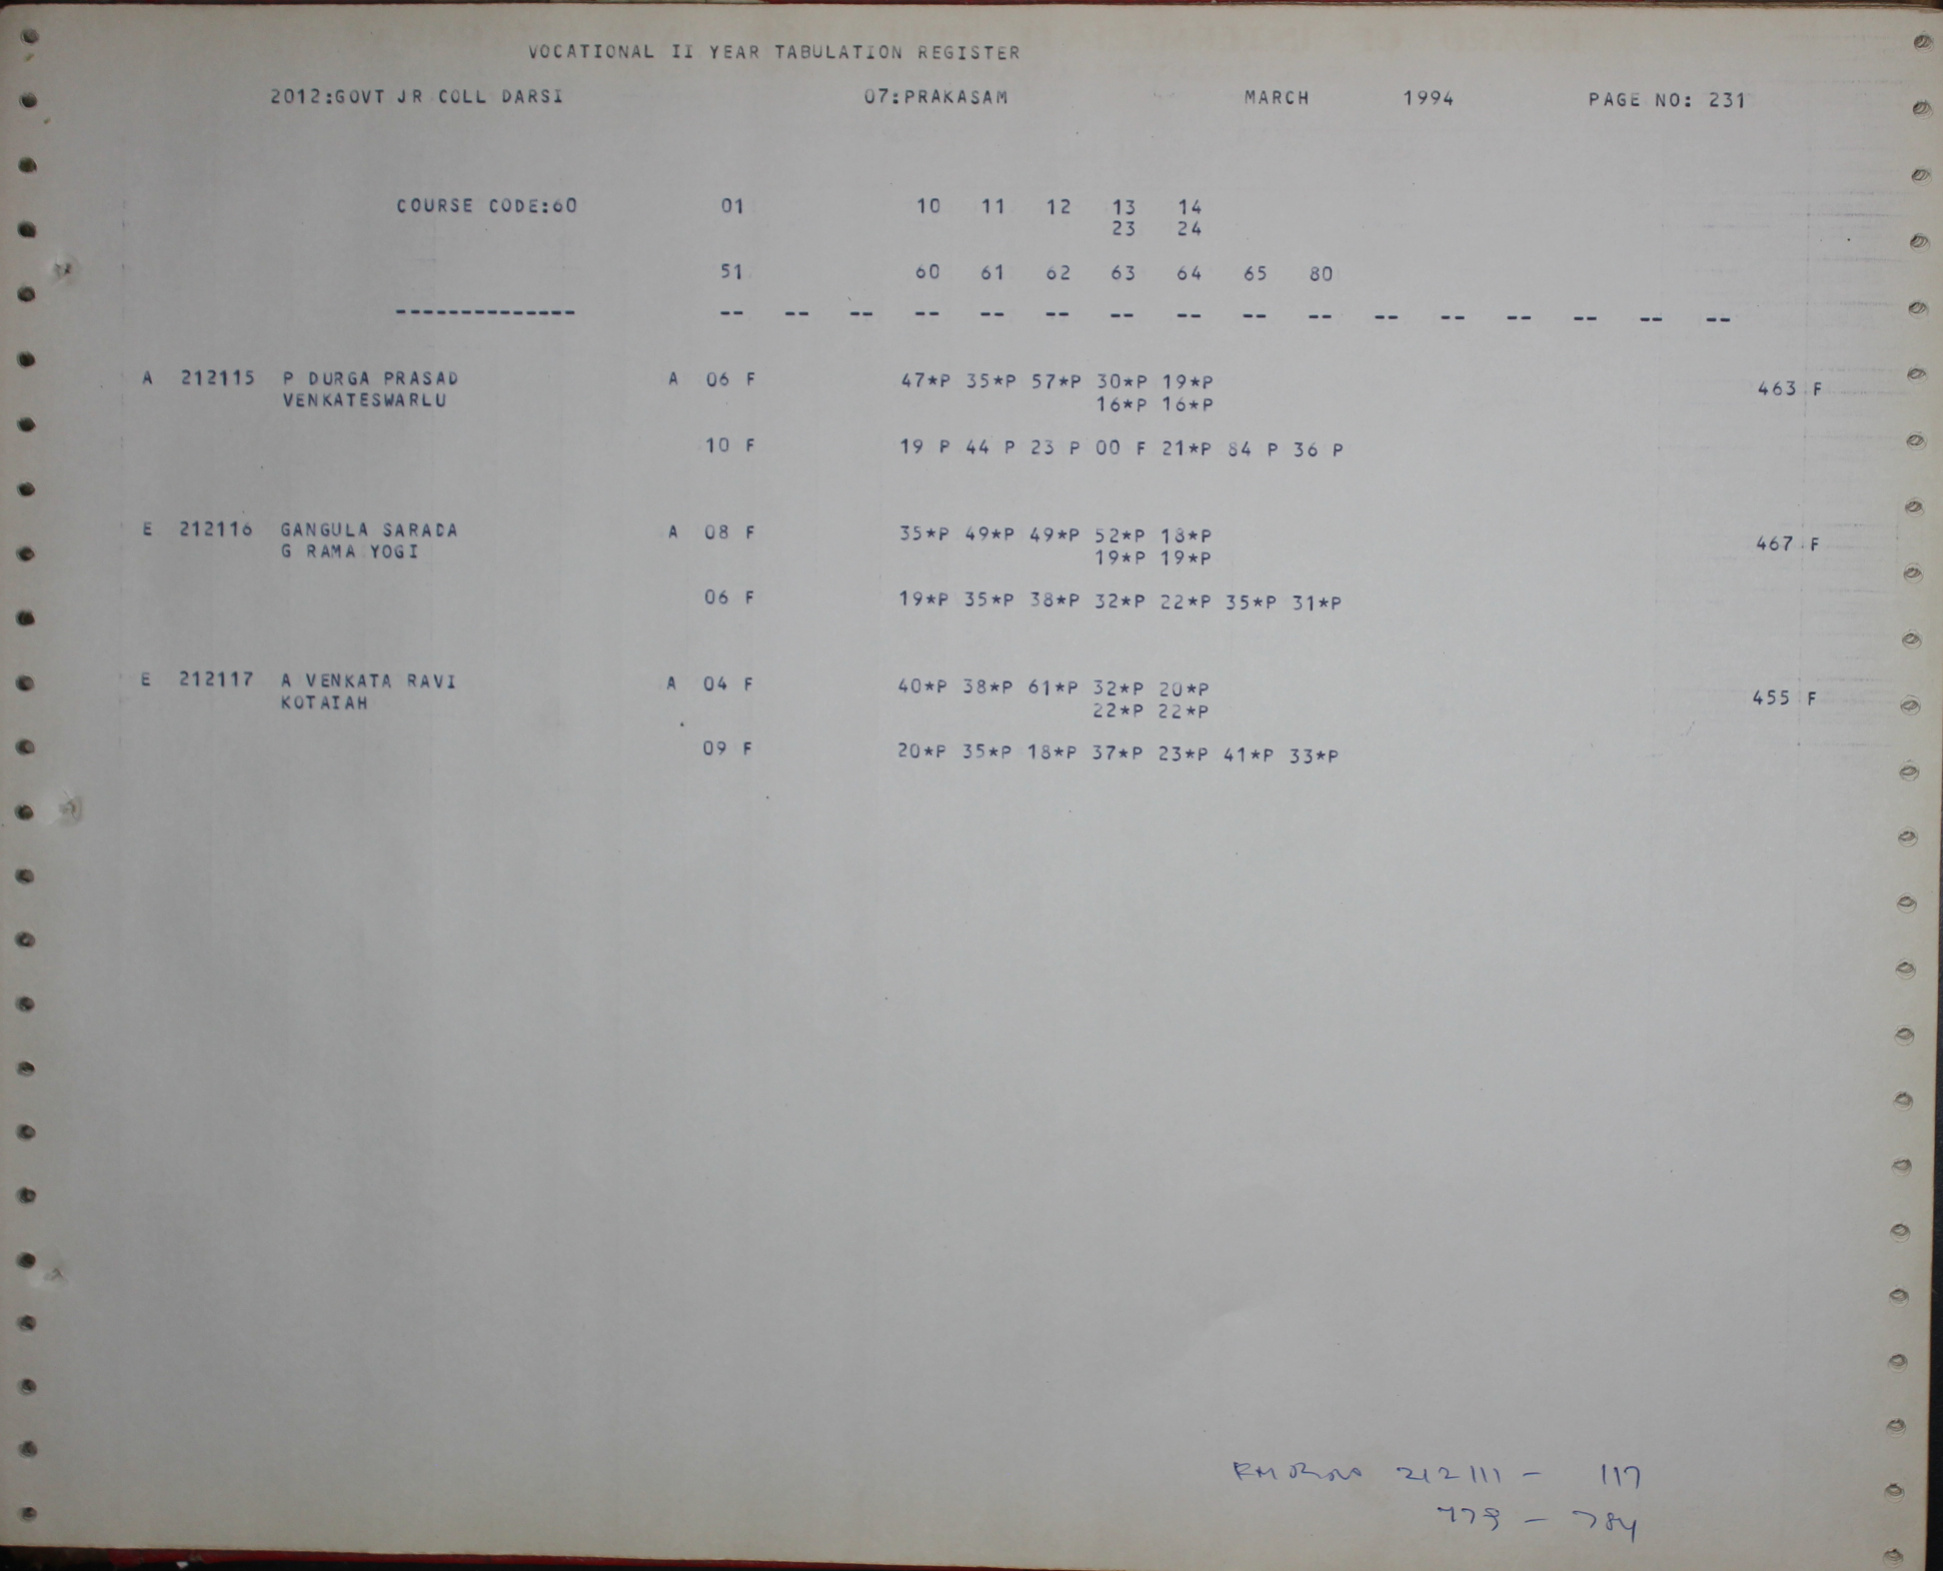 VOCATIONAL II YEAR TABULATION REGISTER
2012:GOVT JR COLL DARSI 07:PRAKASAM MARCH 1994 PAGE NO: 231
COURSE CODE:60 01 10 11 12 13 14
23 24
51 60 61 62 63 64 65 80
-------------- -- -- -- -- -- -- -- -- -- -- -- -- -- -- -- --
A 212115 P DURGA PRASAD A 06 F 47*P 35*P 57*P 30*P 19*P 463 F
VENKATESWARLU 16*P 16*P
10 F 19 P 44 P 23 P 00 F 21*P 84 P 36 P
E 212116 GANGULA SARADA A 08 F 35*P 49*P 49*P 52*P 18*P 467 F
G RAMA YOGI 19*P 19*P
06 F 19*P 35*P 38*P 32*P 22*P 35*P 31*P
E 212117 A VENKATA RAVI A 04 F 40*P 38*P 61*P 32*P 20*P 455 F
KOTAIAH 22*P 22*P
09 F 20*P 35*P 18*P 37*P 23*P 41*P 33*P
212111 - 117
779 - 784